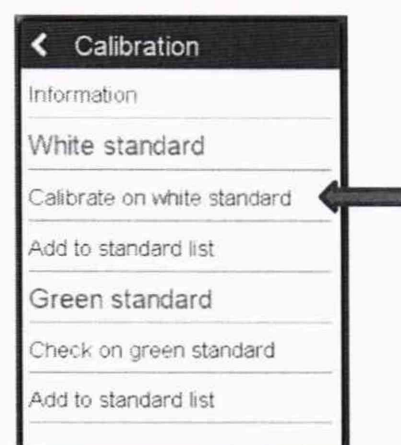 Calibration
Information
White standard
Calibrate on white standard
Add to standard list
Green standard
Check on green standard
Add to standard list